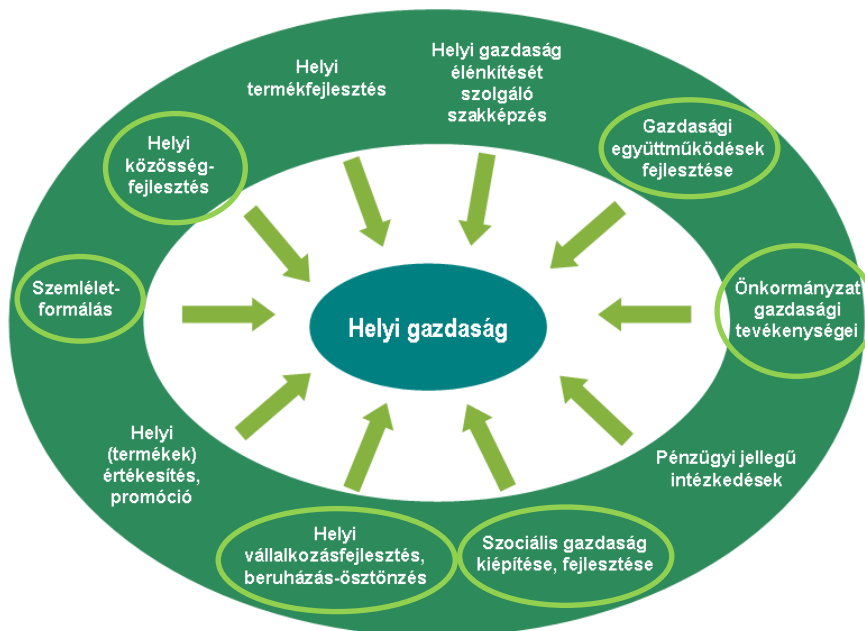 Helyi
termékfejlesztés
Helyi gazdaság
élénkítését
szolgáló
szakképzés
Gazdasági
együttműködések
fejlesztése
Önkormányzat
gazdasági
tevékenységei
Pénzügyi jellegű
intézkedések
Szociális gazdaság
kiépítése, fejlesztése
Helyi
vállalkozásfejlesztés,
beruházás-ösztönzés
Helyi
(termékek)
értékesítés,
promóció
Szemlélet-
formálás
Helyi
közösség-
fejlesztés
Helyi gazdaság